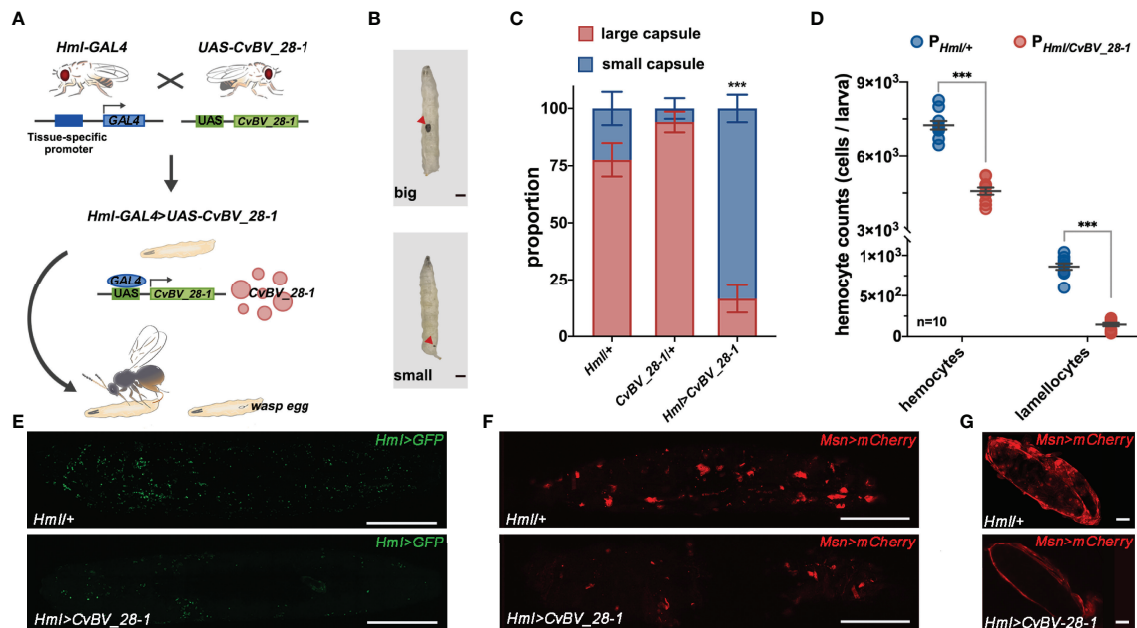 A
Hml-GAL4
UAS-CvBV_28-1
GAL4
UAS
CvBV_28-1
Tissue-specific
promoter
Hml-GAL4>UAS-CvBV_28-1
GAL4
UAS
CvBV_28-1
CvBV_28-1
wasp egg
B
big
small
C
large capsule
small capsule
***
100
75
50
25
0
proportion
Hml/+
CvBV_28-1/+
Hml>CvBV_28-1
D
P Hml/+
P Hml/CvBV_28-1
9×10³
6×10³
3×10³
1×10³
5×10²
0
hemocyte counts (cells / larva)
***
***
n=10
hemocytes
lamellocytes
E
Hml>GFP
Hml/+
Hml>GFP
Hml>CvBV_28-1
F
Msn>mCherry
Hml/+
Msn>mCherry
Hml>CvBV_28-1
G
Msn>mCherry
Hml/+
Msn>mCherry
Hml>CvBV-28-1